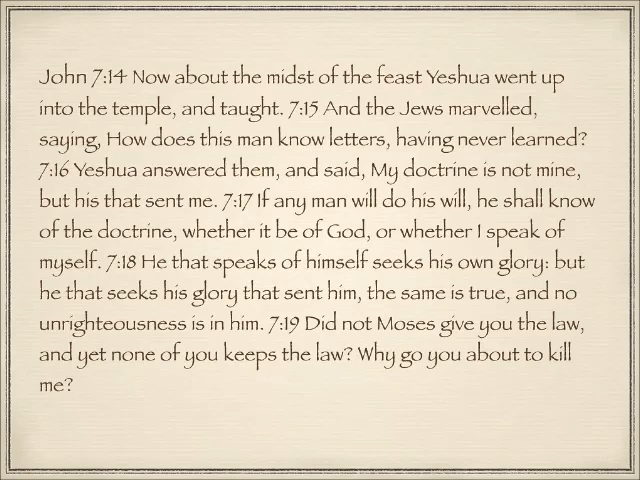 John 7:14 Now about the midst of the feast Yeshua went up
into the temple, and taught. 7:15 And the Jews marvelled,
saying, How does this man know letters, having never learned?
7:16 Yeshua answered them, and said, My doctrine is not mine,
but his that sent me. 7:17 If any man will do his will, he shall know
of the doctrine, whether it be of God, or whether I speak of
myself. 7:18 He that speaks of himself seeks his own glory: but
he that seeks his glory that sent him, the same is true, and no
unrighteousness is in him. 7:19 Did not Moses give you the law,
and yet none of you keeps the law? Why go you about to kill
me?